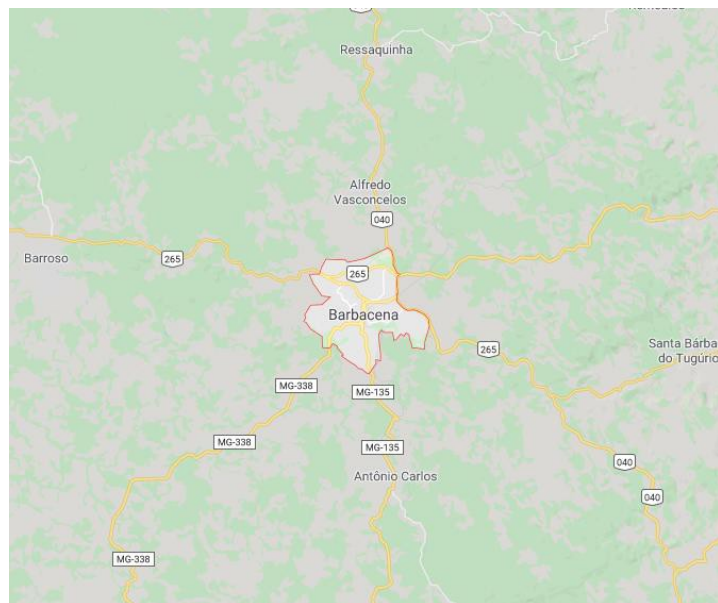 040
Ressaquinha
Alfredo
Vasconcelos
040
Barroso
265
265
Barbacena
265
Santa Bárba
do Tugúrio
MG-338
MG-135
MG-338
MG-135
Antônio Carlos
040
040
MG-338